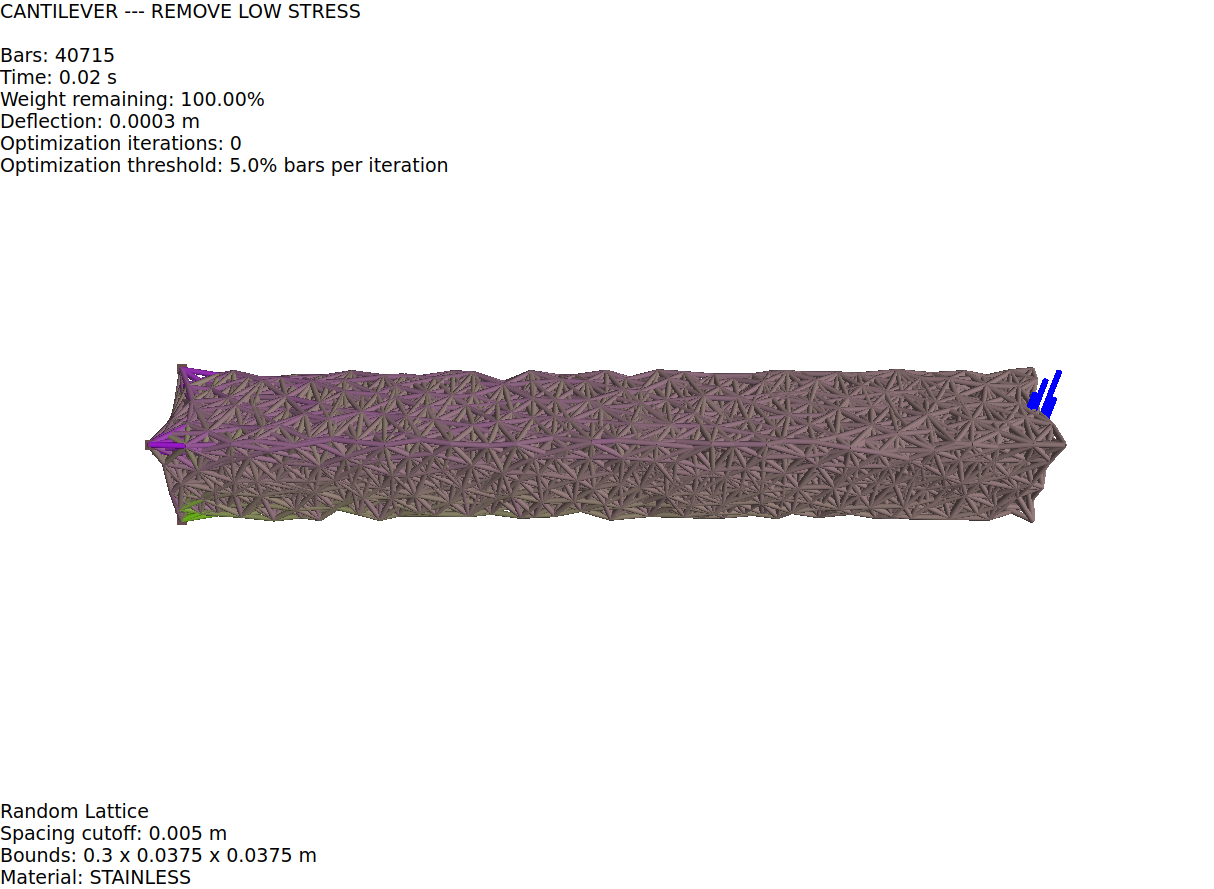 CANTILEVER --- REMOVE LOW STRESS
Bars: 40715
Time: 0.02 s
Weight remaining: 100.00%
Deflection: 0.0003 m
Optimization iterations: 0
Optimization threshold: 5.0% bars per iteration
Random Lattice
Spacing cutoff: 0.005 m
Bounds: 0.3 x 0.0375 x 0.0375 m
Material: STAINLESS